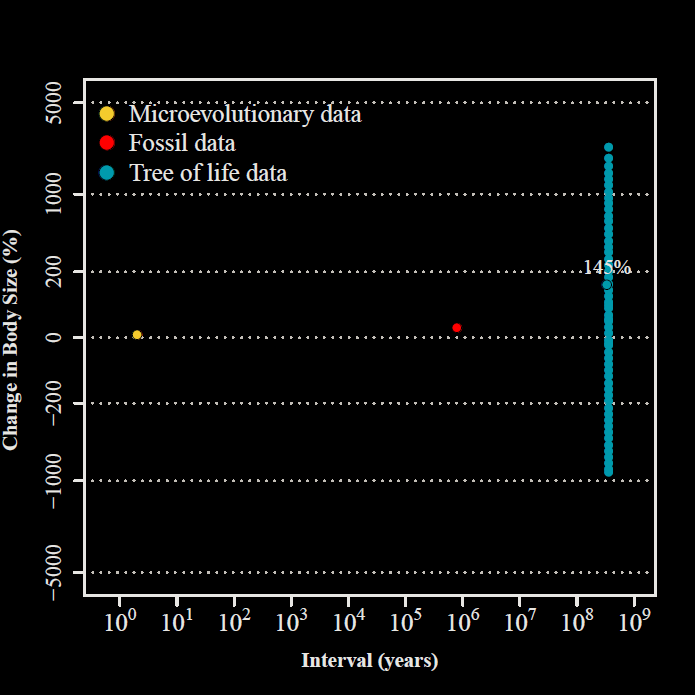 Microevolutionary data
Fossil data
Tree of life data
145%
Change in Body Size (%)
5000
1000
200
0
−200
−1000
−5000
10⁰ 10¹ 10² 10³ 10⁴ 10⁵ 10⁶ 10⁷ 10⁸ 10⁹
Interval (years)